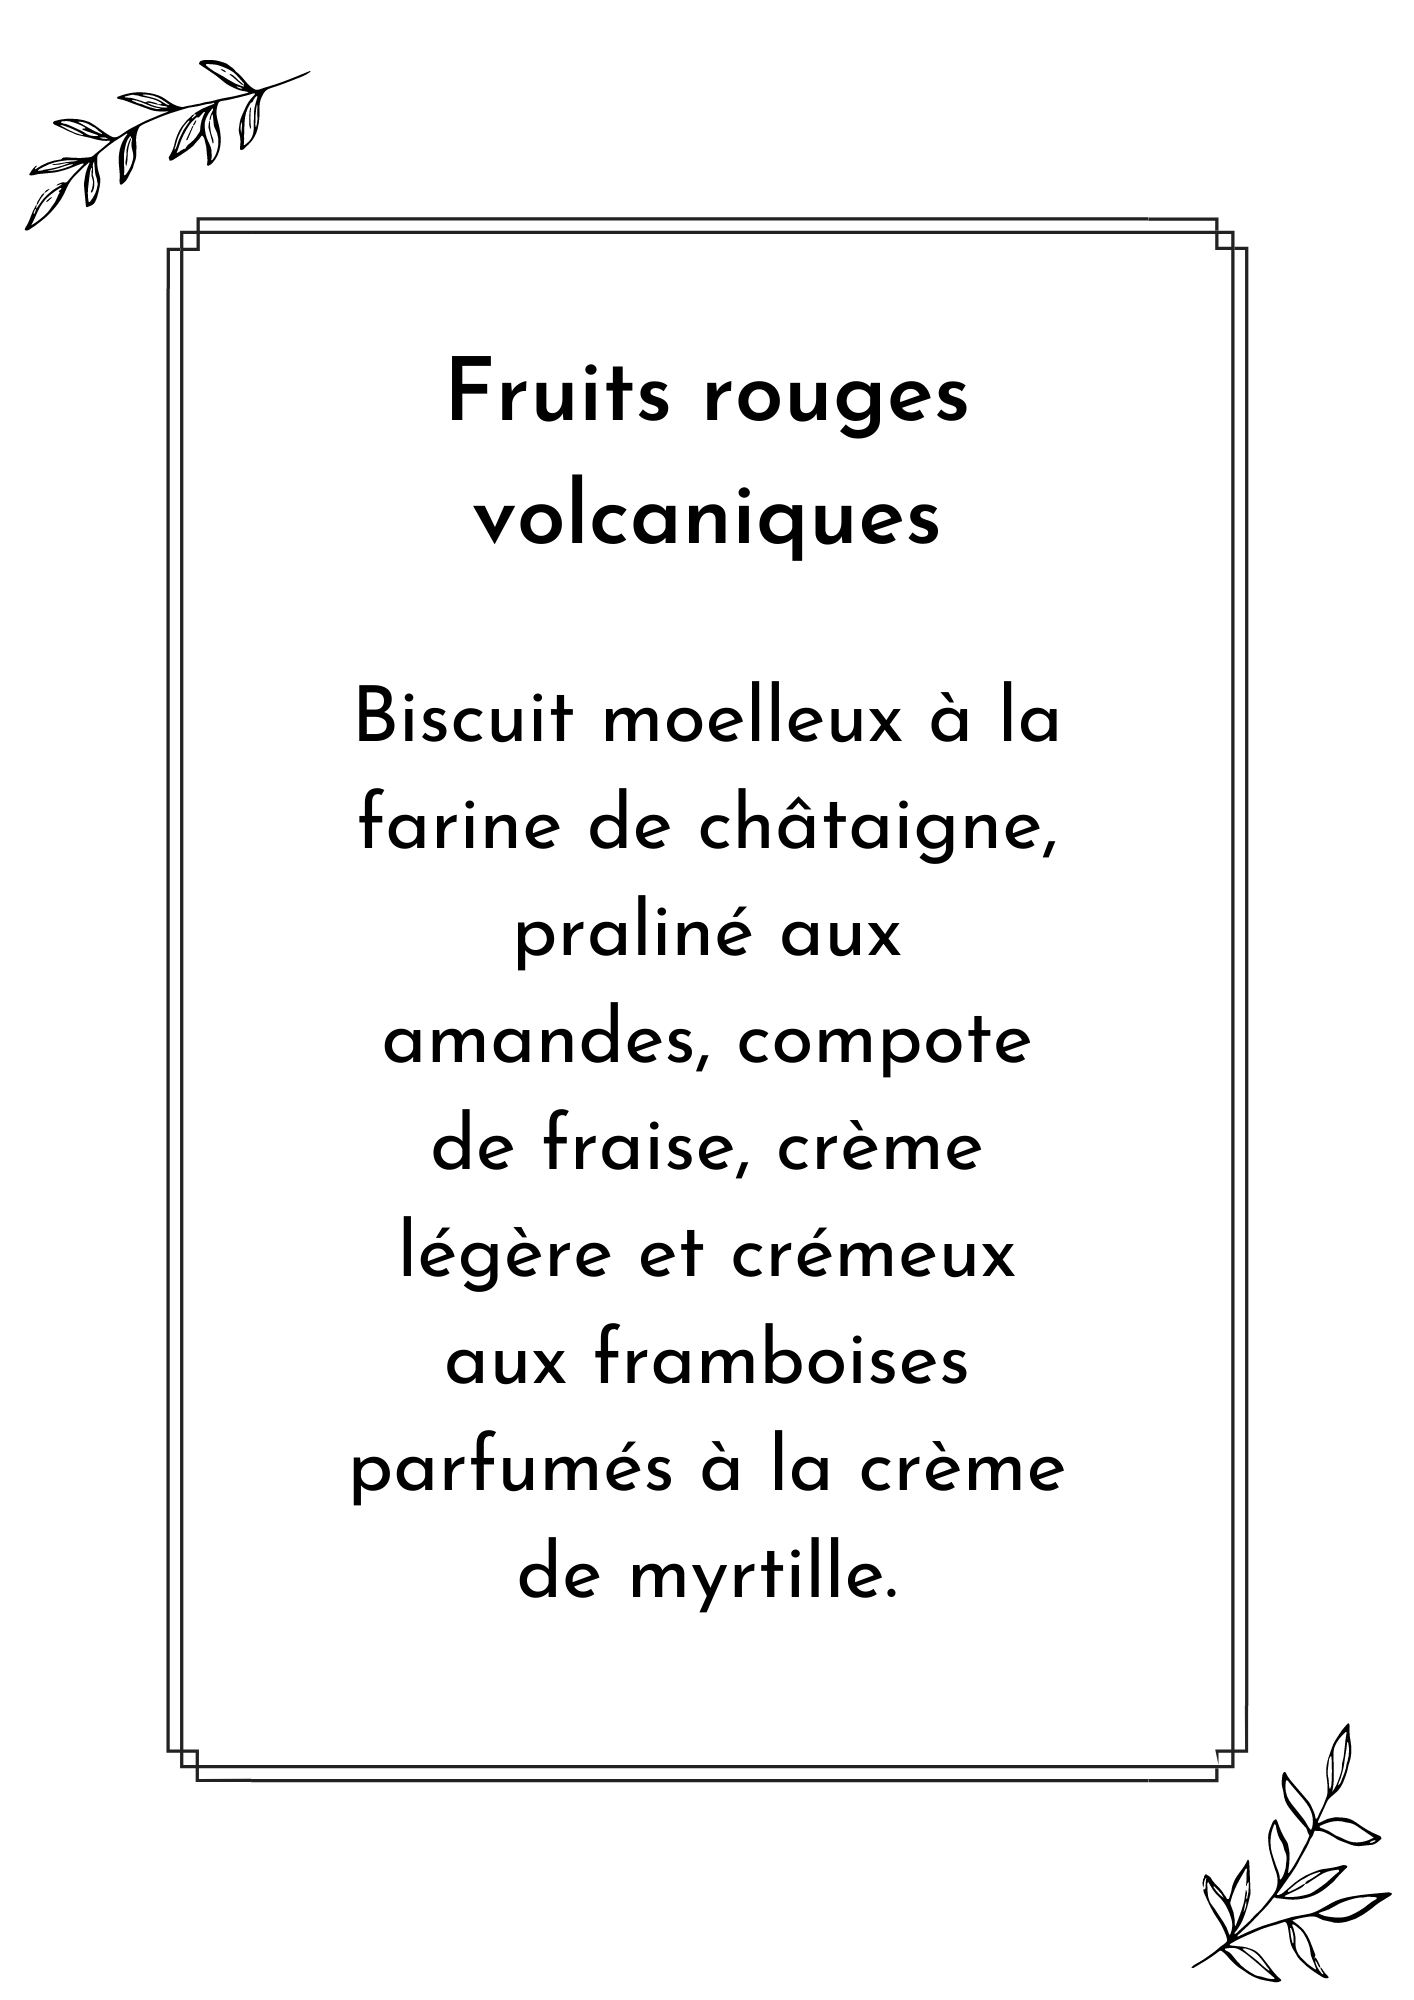 Fruits rouges
volcaniques
Biscuit moelleux à la
farine de châtaigne,
praliné aux
amandes, compote
de fraise, crème
légère et crémeux
aux framboises
parfumés à la crème
de myrtille.